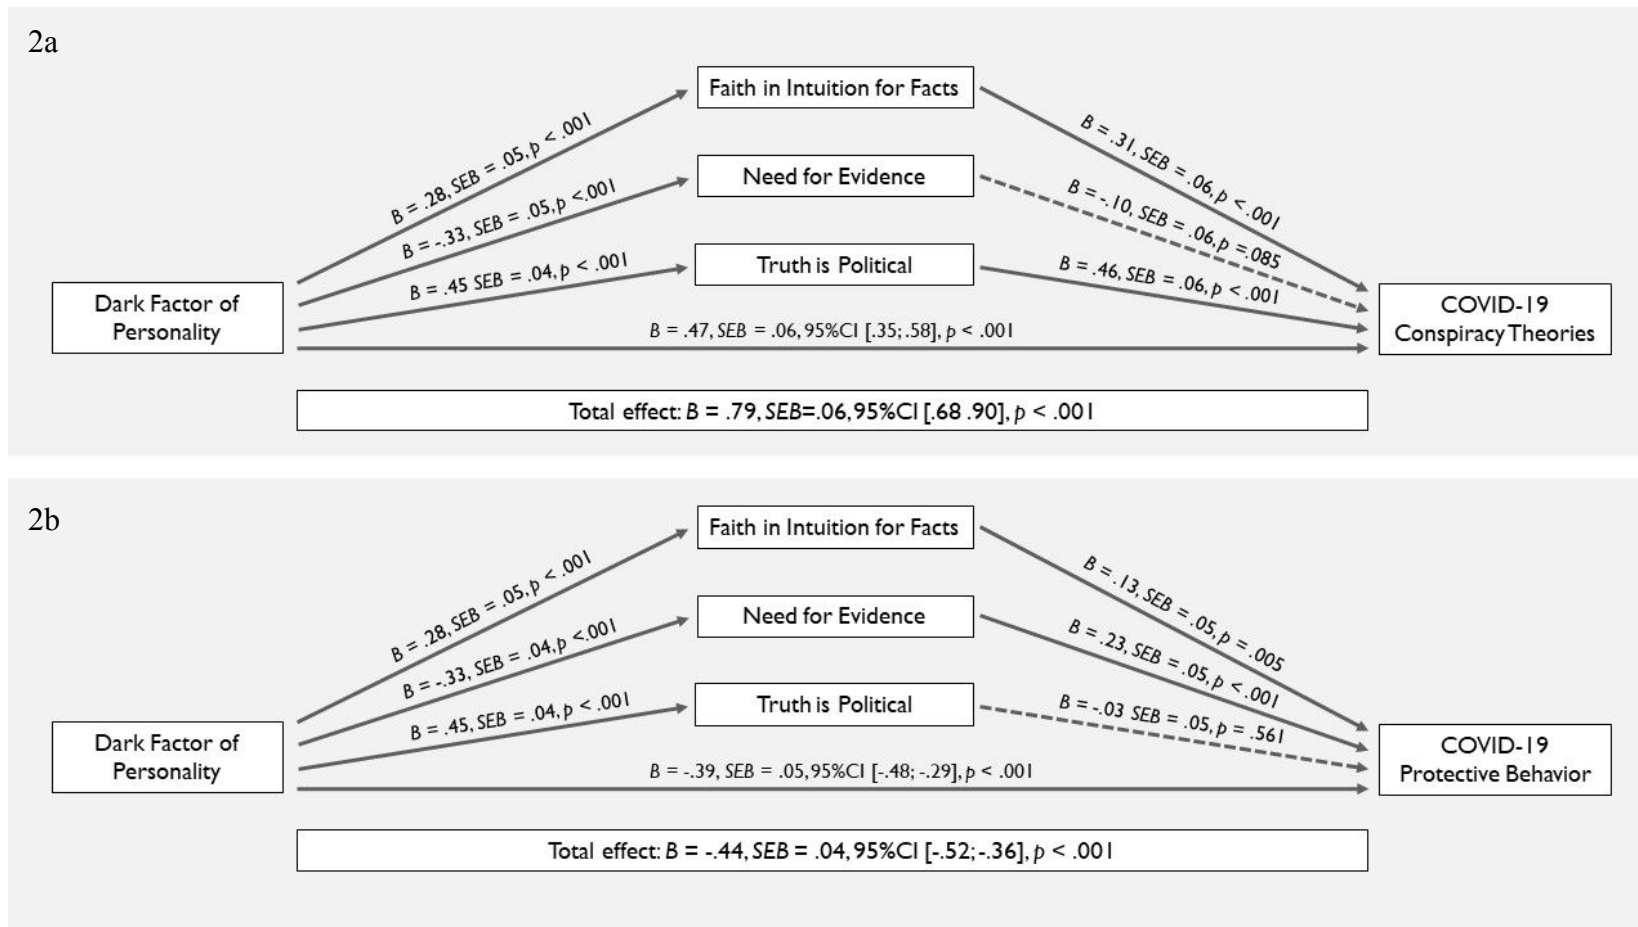 2a
Faith in Intuition for Facts
B = .28, SEB = .05, p < .001
B = .31, SEB = .06, p < .001
Need for Evidence
B = -.33, SEB = .05, p <.001
B = -.10, SEB = .06, p =.085
Truth is Political
B = .45 SEB = .04, p < .001
B = .46, SEB = .06, p < .001
Dark Factor of
Personality
COVID-19
Conspiracy Theories
B = .47, SEB = .06, 95%CI [.35; .58], p < .001
Total effect: B = .79, SEB=.06, 95%CI [.68 .90], p < .001
2b
Faith in Intuition for Facts
B = .28, SEB = .05, p < .001
B = .13, SEB = .05, p = .005
Need for Evidence
B = -.33, SEB = .04, p <.001
B = .23, SEB = .05, p < .001
Truth is Political
B = .45, SEB = .04, p < .001
B = -.03 SEB = .05, p = .561
Dark Factor of
Personality
COVID-19
Protective Behavior
B = -.39, SEB = .05, 95%CI [-.48; -.29], p < .001
Total effect: B = -.44, SEB = .04, 95%CI [-.52; -.36], p < .001